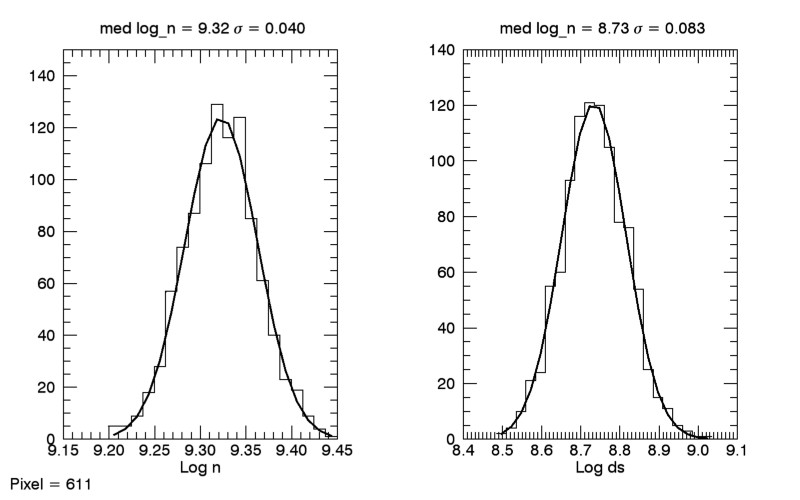 med log_n = 9.32 σ = 0.040
140
120
100
80
60
40
20
0
9.15 9.20 9.25 9.30 9.35 9.40 9.45
Log n
med log_n = 8.73 σ = 0.083
140
120
100
80
60
40
20
0
8.4 8.5 8.6 8.7 8.8 8.9 9.0 9.1
Log ds
Pixel = 611